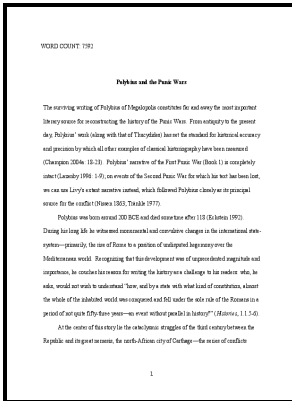 WORD COUNT: 7592
Polybius and the Punic Wars
The surviving writing of Polybius of Megalopolis constitutes far and away the most important
literary source for reconstructing the history of the Punic Wars. From antiquity to the present
day, Polybius' work (along with that of Thucydides) has set the standard for historical accuracy
and precision by which all other examples of classical historiography have been measured
(Champion 2004a: 18-23). Polybius' narrative of the First Punic War (Book 1) is completely
intact (Lazenby 1996: 1-9); on events of the Second Punic War for which his text has been lost,
we can use Livy's extant narrative instead, which followed Polybius closely as its principal
source for the conflict (Nissen 1863; Tränkle 1977).
Polybius was born around 200 BCE and died some time after 118 (Eckstein 1992).
During his long life he witnessed monumental and convulsive changes in the international state-
system—primarily, the rise of Rome to a position of undisputed hegemony over the
Mediterranean world. Recognizing that this development was of unprecedented magnitude and
importance, he couches his reason for writing the history as a challenge to his readers: who, he
asks, would not wish to understand "how, and by a state with what kind of constitution, almost
the whole of the inhabited world was conquered and fell under the sole rule of the Romans in a
period of not quite fifty-three years—an event without parallel in history?" (Histories, 1.1.5-6).
At the center of this story lie the cataclysmic struggles of the third century between the
Republic and its great nemesis, the north-African city of Carthage—the series of conflicts
1